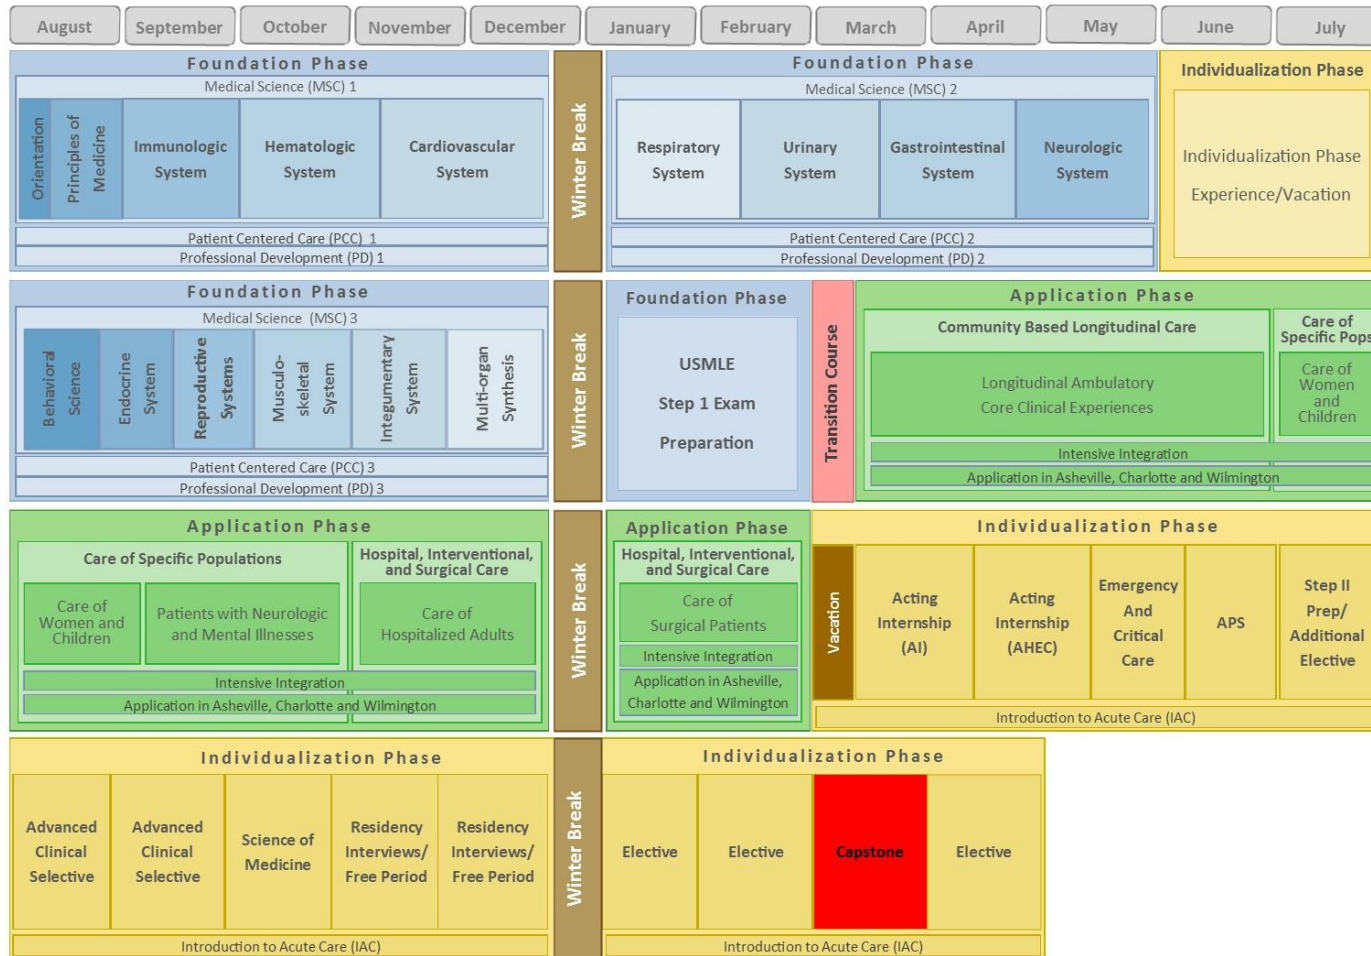 August
September
October
November
December
January
February
March
April
May
June
July
Foundation Phase
Medical Science (MSC) 1
Orientation
Principles of
Medicine
Immunologic
System
Hematologic
System
Cardiovascular
System
Patient Centered Care (PCC) 1
Professional Development (PD) 1
Winter Break
Foundation Phase
Medical Science (MSC) 2
Respiratory
System
Urinary
System
Gastrointestinal
System
Neurologic
System
Patient Centered Care (PCC) 2
Professional Development (PD) 2
Individualization Phase
Individualization Phase
Experience/Vacation
Foundation Phase
Medical Science (MSC) 3
Behavioral
Science
Endocrine
System
Reproductive
Systems
Musculo-
skeletal
System
Integumentary
System
Multi-organ
Synthesis
Patient Centered Care (PCC) 3
Professional Development (PD) 3
Winter Break
Foundation Phase
USMLE
Step 1 Exam
Preparation
Transition Course
Application Phase
Community Based Longitudinal Care
Longitudinal Ambulatory
Core Clinical Experiences
Care of
Specific Pops
Care of
Women
and
Children
Intensive Integration
Application in Asheville, Charlotte and Wilmington
Application Phase
Care of Specific Populations
Care of
Women and
Children
Patients with Neurologic
and Mental Illnesses
Hospital, Interventional,
and Surgical Care
Care of
Hospitalized Adults
Intensive Integration
Application in Asheville, Charlotte and Wilmington
Winter Break
Application Phase
Hospital, Interventional,
and Surgical Care
Care of
Surgical Patients
Intensive Integration
Application in Asheville,
Charlotte and Wilmington
Individualization Phase
Vacation
Acting
Internship
(AI)
Acting
Internship
(AHEC)
Emergency
And
Critical
Care
APS
Step II
Prep/
Additional
Elective
Introduction to Acute Care (IAC)
Individualization Phase
Advanced
Clinical
Selective
Advanced
Clinical
Selective
Science of
Medicine
Residency
Interviews/
Free Period
Residency
Interviews/
Free Period
Introduction to Acute Care (IAC)
Winter Break
Individualization Phase
Elective
Elective
Capstone
Elective
Introduction to Acute Care (IAC)